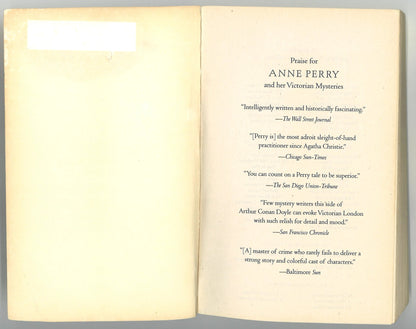 Praise for
ANNE PERRY
and her Victorian Mysteries
"Intelligently written and historically fascinating."
—The Wall Street Journal
"[Perry is] the most adroit sleight-of-hand
practitioner since Agatha Christie."
—Chicago Sun-Times
"You can count on a Perry tale to be superior."
—The San Diego Union-Tribune
"Few mystery writers this side of
Arthur Conan Doyle can evoke Victorian London
with such relish for detail and mood."
—San Francisco Chronicle
"[A] master of crime who rarely fails to deliver a
strong story and colorful cast of characters."
—Baltimore Sun